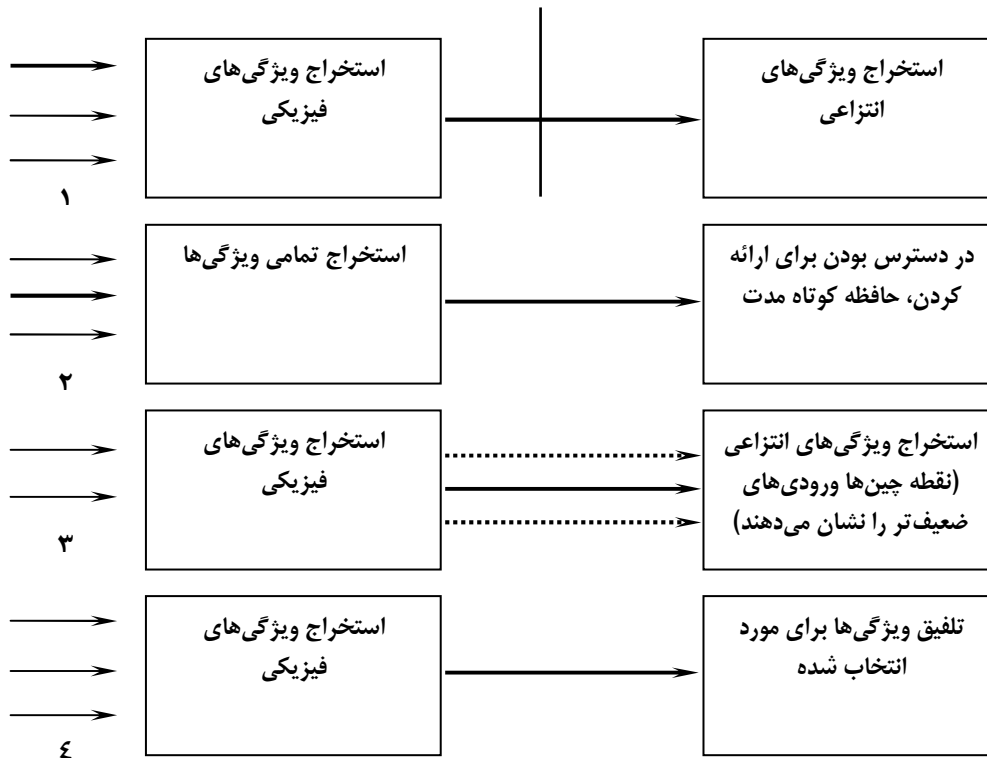 استخراج ویژگی‌های
فیزیکی
استخراج ویژگی‌های
انتزاعی
۱
استخراج تمامی ویژگی‌ها
در دسترس بودن برای ارائه
کردن، حافظه کوتاه مدت
۲
استخراج ویژگی‌های
فیزیکی
استخراج ویژگی‌های انتزاعی
(نقطه چین‌ها ورودی‌های
ضعیف‌تر را نشان می‌دهند)
۳
استخراج ویژگی‌های
فیزیکی
تلفیق ویژگی‌ها برای مورد
انتخاب شده
٤